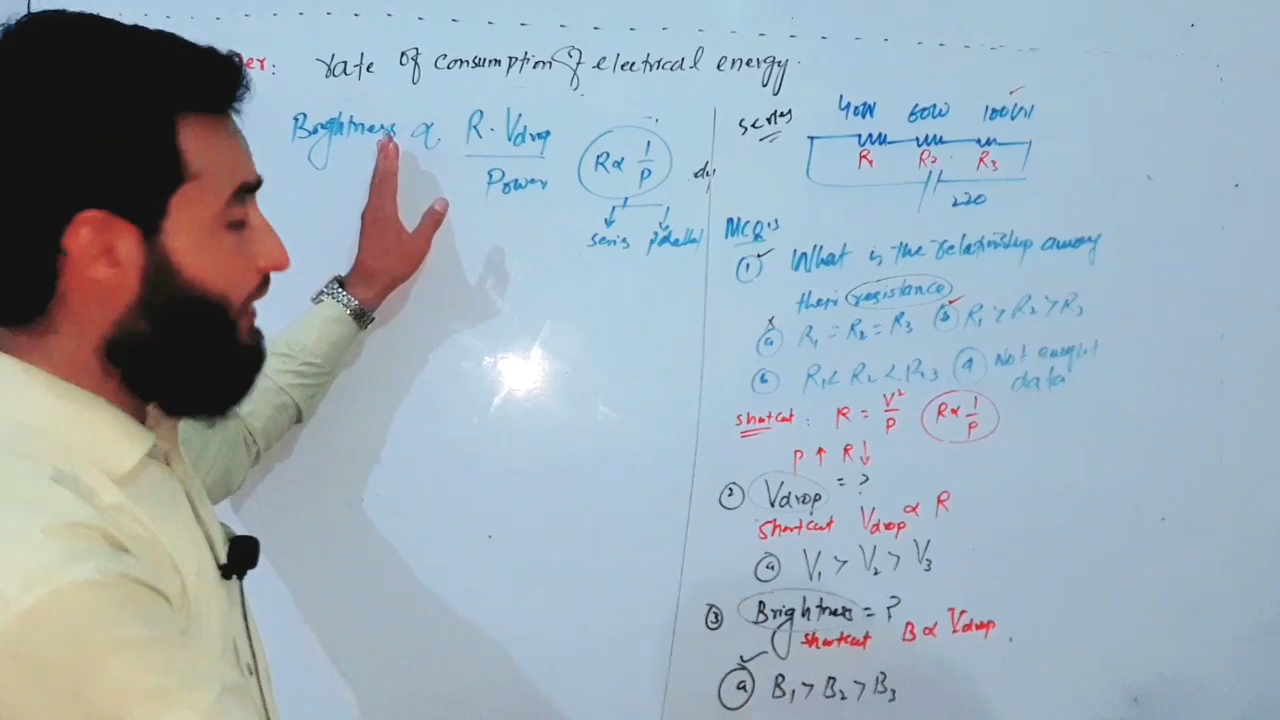 er: rate of consumption of electrical energy.
Brightness ∝ R. Vdrop
Power
R ∝ 1/P
series parallel
series
40W 60W 100W
R1 R2 R3
220
MCQ's
① What is the relationship among
their resistance
ⓐ R1 = R2 = R3 ⓑ R1 > R2 > R3
ⓑ R1 < R2 < R3 ⓓ Not enought
data
shortcut: R = V²/P R ∝ 1/P
P ↑ R ↓
② Vdrop = ?
shortcut Vdrop ∝ R
ⓐ V1 > V2 > V3
③ Brightness = ?
shortcut B ∝ Vdrop
ⓐ B1 > B2 > B3